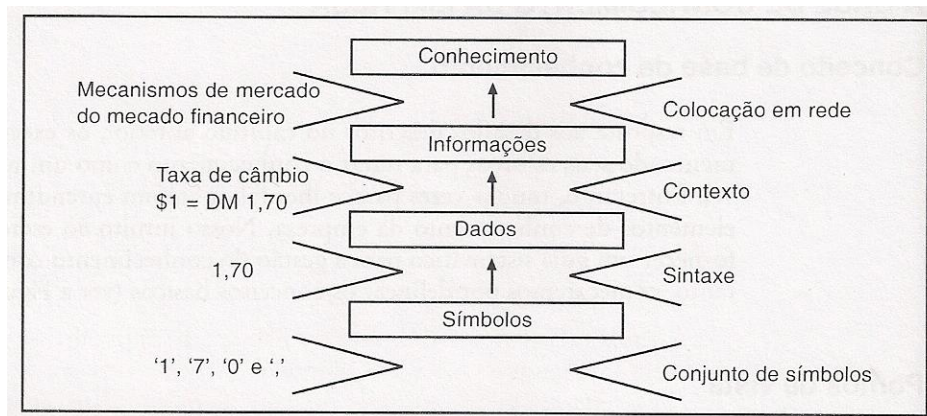 Conhecimento
Mecanismos de mercado
do mecado financeiro
Colocação em rede
Informações
Taxa de câmbio
$1 = DM 1,70
Contexto
Dados
1,70
Sintaxe
Símbolos
'1', '7', '0' e ','
Conjunto de símbolos